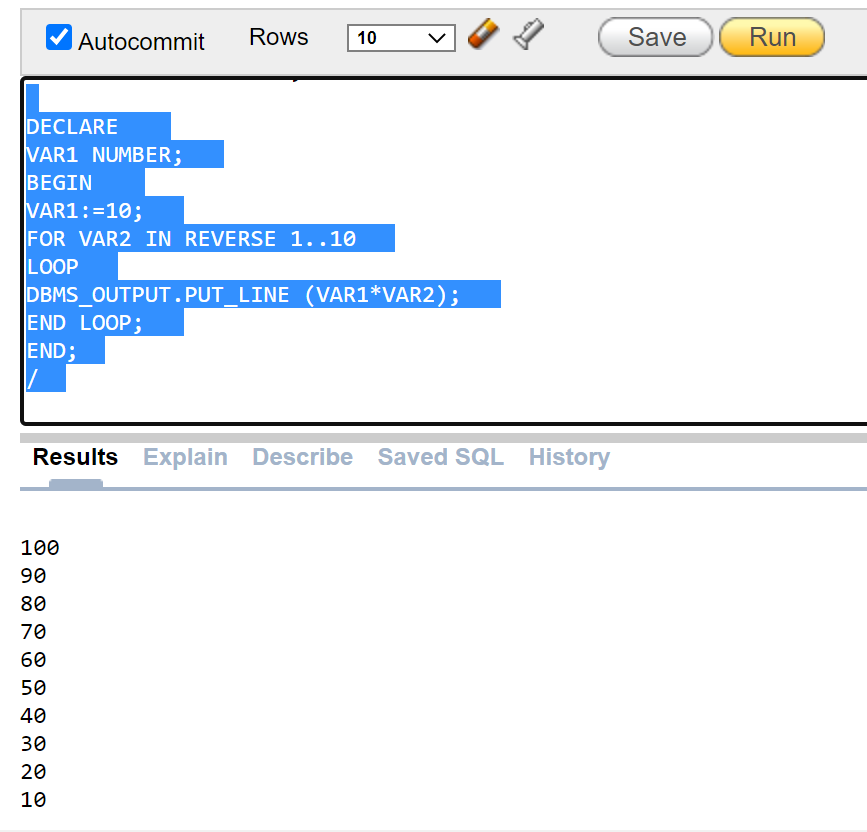 Autocommit Rows 10 Save Run
DECLARE
VAR1 NUMBER;
BEGIN
VAR1:=10;
FOR VAR2 IN REVERSE 1..10
LOOP
DBMS_OUTPUT.PUT_LINE (VAR1*VAR2);
END LOOP;
END;
/
Results Explain Describe Saved SQL History
100
90
80
70
60
50
40
30
20
10